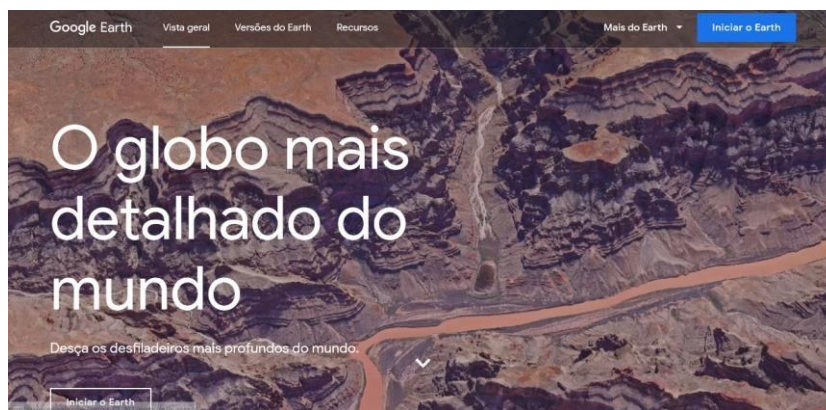 Google Earth Vista geral Versões do Earth Recursos Mais do Earth Iniciar o Earth
O globo mais
detalhado do
mundo
Desça os desfiladeiros mais profundos do mundo.
Iniciar o Earth